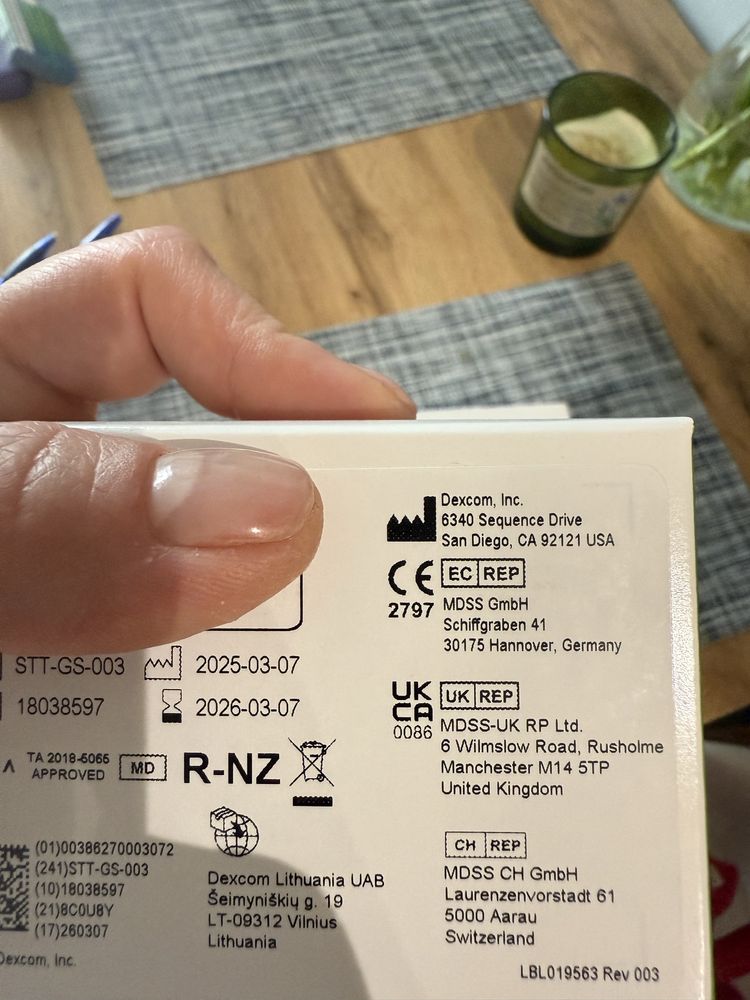 Dexcom, Inc.
6340 Sequence Drive
San Diego, CA 92121 USA
CE
2797
EC REP
MDSS GmbH
Schiffgraben 41
30175 Hannover, Germany
STT-GS-003
2025-03-07
18038597
2026-03-07
UK
CA
0086
UK REP
MDSS-UK RP Ltd.
6 Wilmslow Road, Rusholme
Manchester M14 5TP
United Kingdom
TA 2018-5065
APPROVED
MD
R-NZ
(01)00386270003072
(241)STT-GS-003
(10)18038597
(21)8C0U8Y
(17)260307
Dexcom, Inc.
Dexcom Lithuania UAB
Šeimyniškių g. 19
LT-09312 Vilnius
Lithuania
CH REP
MDSS CH GmbH
Laurenzenvorstadt 61
5000 Aarau
Switzerland
LBL019563 Rev 003